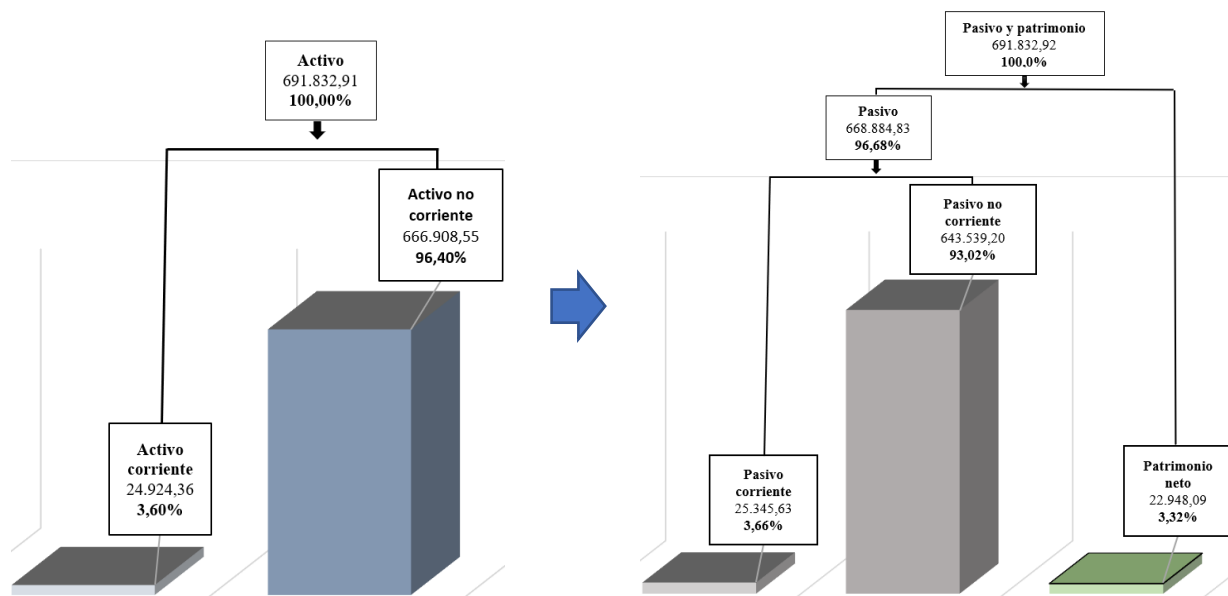 Activo
691.832,91
100,00%
Activo no
corriente
666.908,55
96,40%
Activo
corriente
24.924,36
3,60%
Pasivo y patrimonio
691.832,92
100,0%
Pasivo
668.884,83
96,68%
Pasivo no
corriente
643.539,20
93,02%
Pasivo
corriente
25.345,63
3,66%
Patrimonio
neto
22.948,09
3,32%